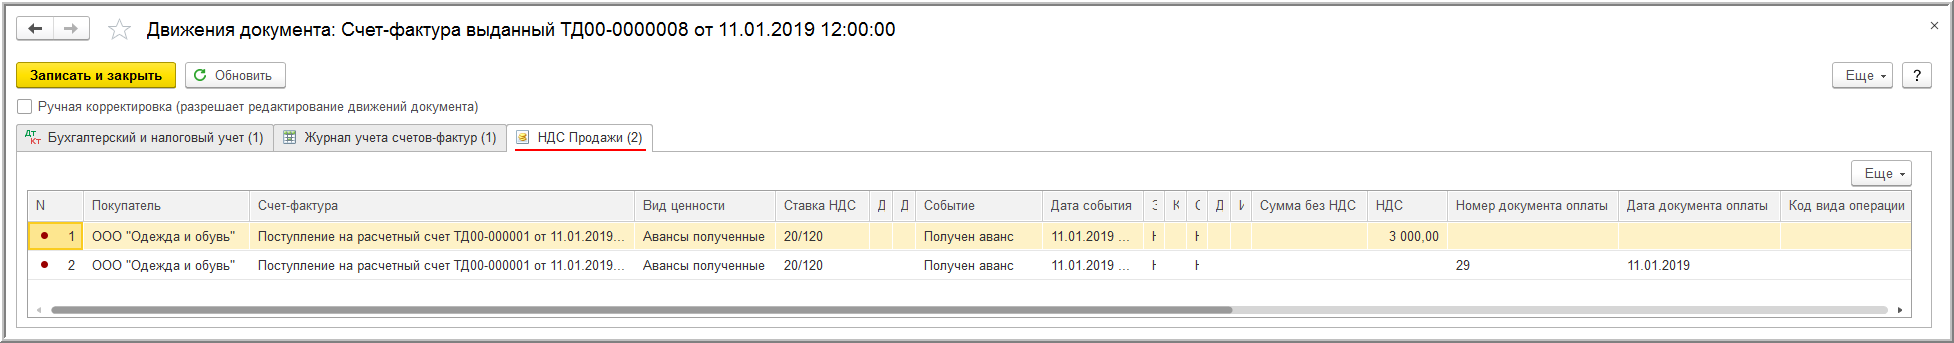 Движения документа: Счет-фактура выданный ТД00-0000008 от 11.01.2019 12:00:00
Записать и закрыть Обновить Еще ?
Ручная корректировка (разрешает редактирование движений документа)
Дт Кт Бухгалтерский и налоговый учет (1) Журнал учета счетов-фактур (1) НДС Продажи (2)
Еще
N Покупатель Счет-фактура Вид ценности Ставка НДС Д Д Событие Дата события З К С Д И Сумма без НДС НДС Номер документа оплаты Дата документа оплаты Код вида операции
1 ООО "Одежда и обувь" Поступление на расчетный счет ТД00-000001 от 11.01.2019... Авансы полученные 20/120 Получен аванс 11.01.2019 ... Н Н 3 000,00
2 ООО "Одежда и обувь" Поступление на расчетный счет ТД00-000001 от 11.01.2019... Авансы полученные 20/120 Получен аванс 11.01.2019 ... Н Н 29 11.01.2019